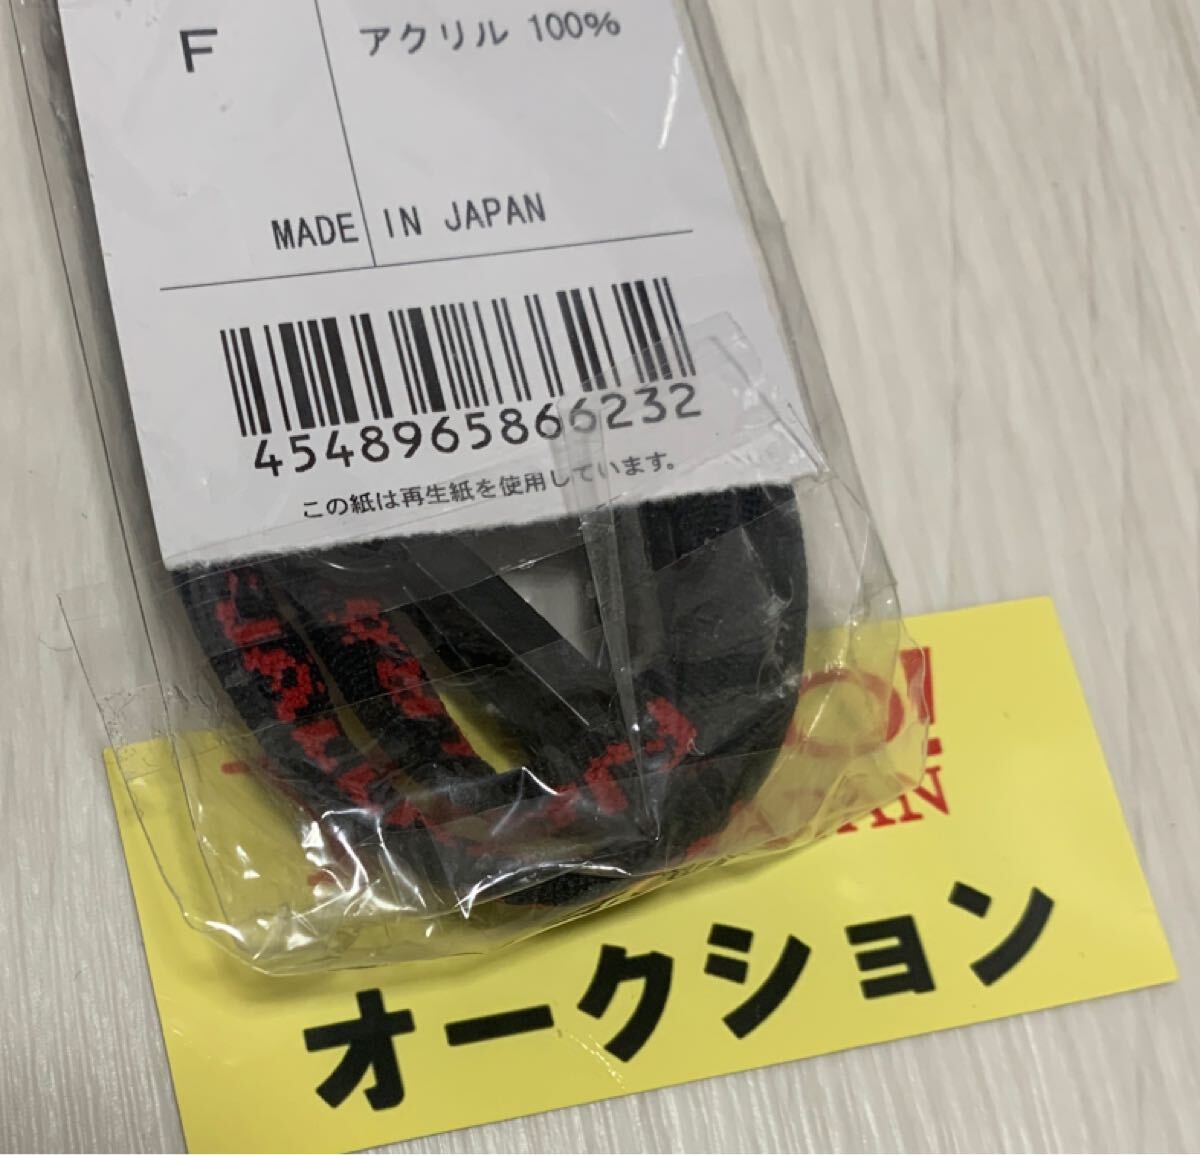 F
アクリル 100%
MADE IN JAPAN
4548965866232
この紙は再生紙を使用しています。
オークション